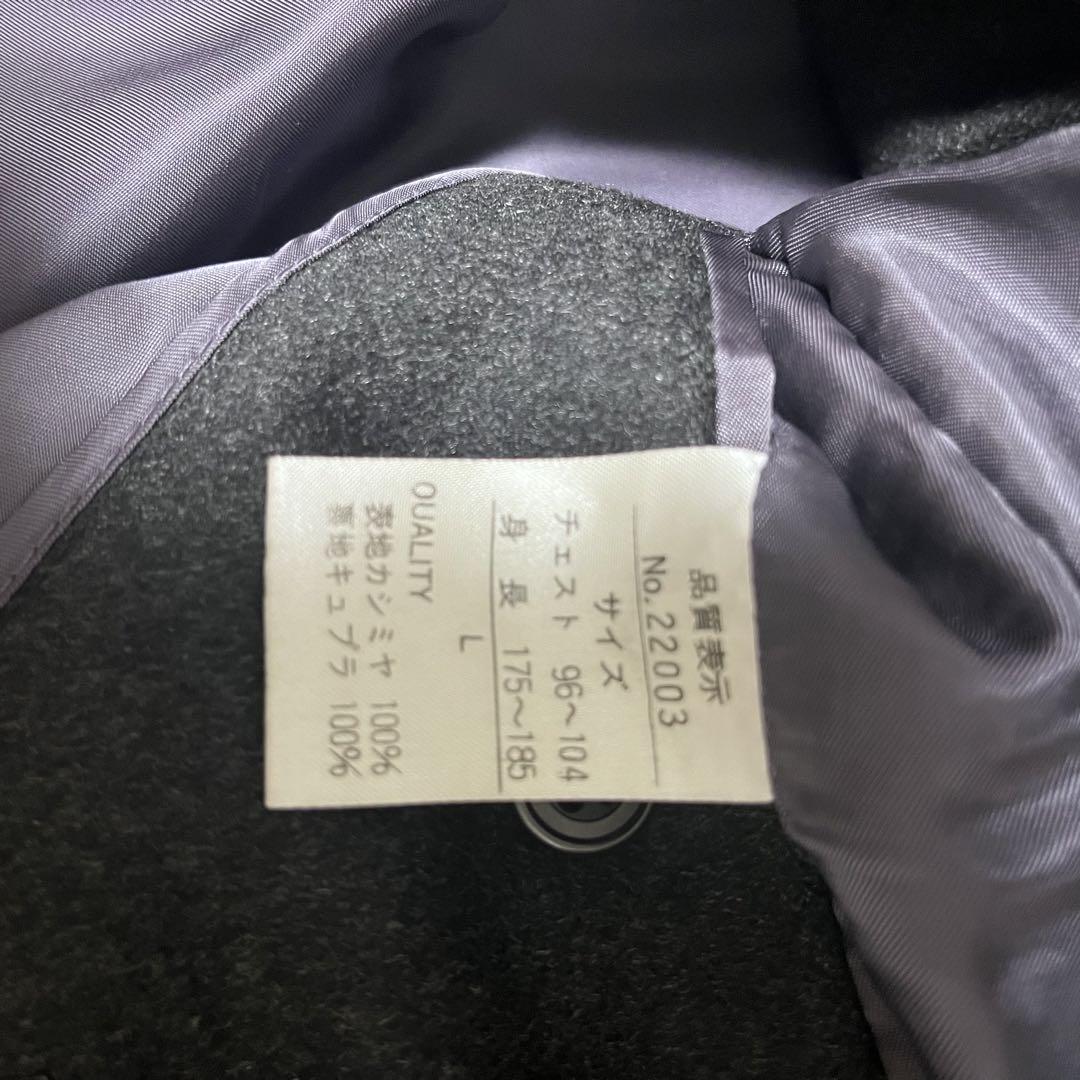 品質表示
No.22003
サイズ
チェスト 96〜104
身 長 175〜185
L
QUALITY
表地カシミヤ 100%
裏地キュプラ 100%